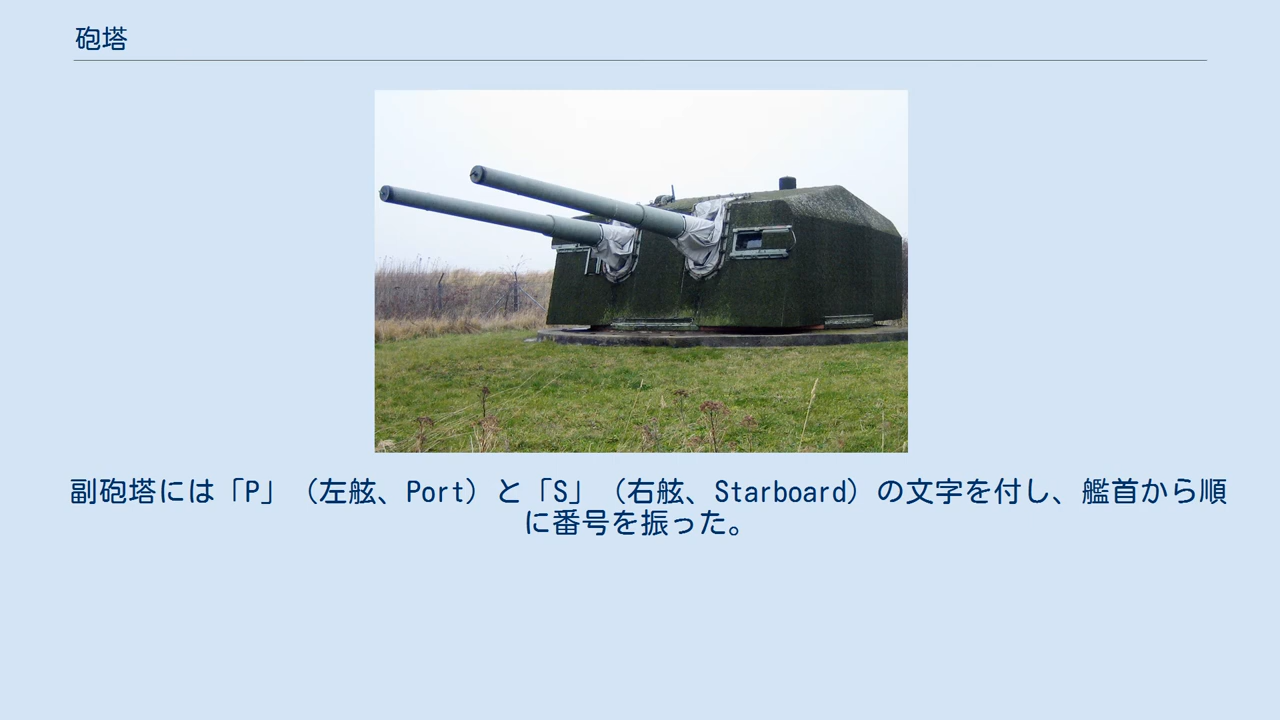 砲塔
副砲塔には「P」（左舷、Port）と「S」（右舷、Starboard）の文字を付し、艦首から順
に番号を振った。